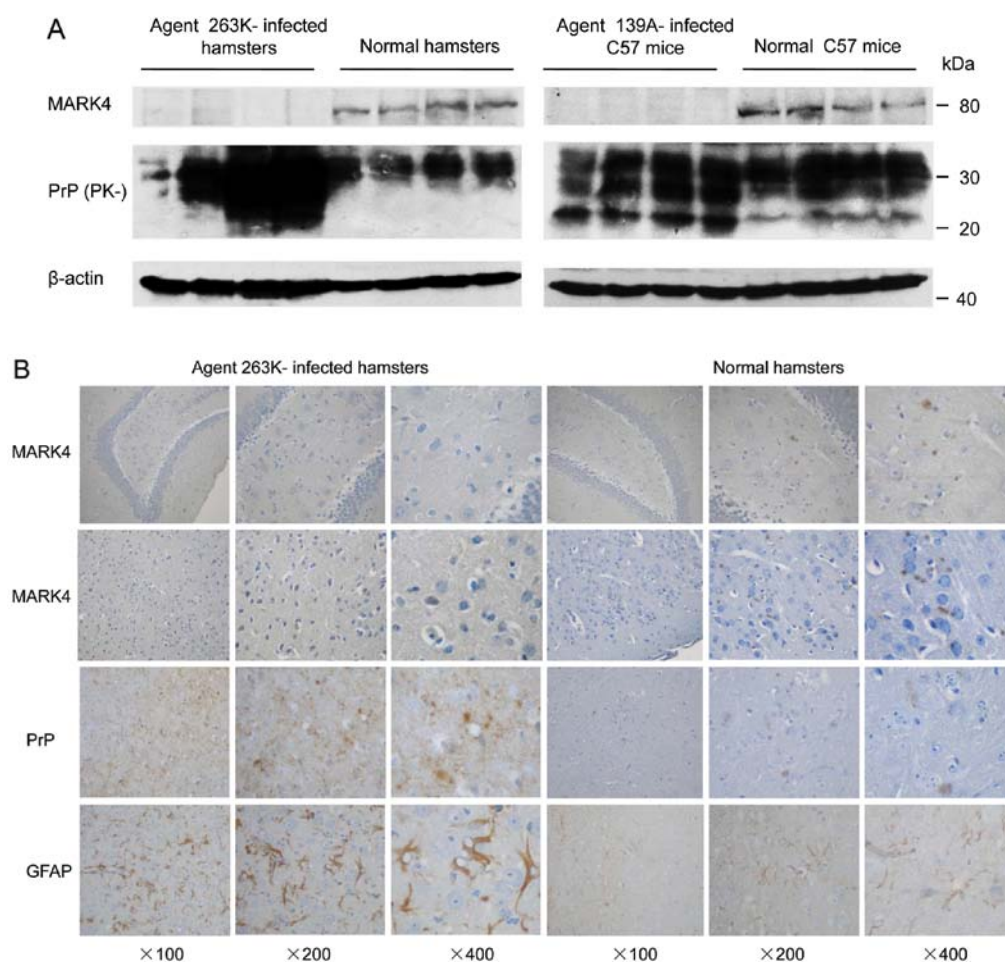 A
Agent 263K- infected
hamsters
Normal hamsters
Agent 139A- infected
C57 mice
Normal C57 mice
kDa
MARK4
80
PrP (PK-)
30
20
β-actin
40
B
Agent 263K- infected hamsters
Normal hamsters
MARK4
MARK4
PrP
GFAP
×100
×200
×400
×100
×200
×400